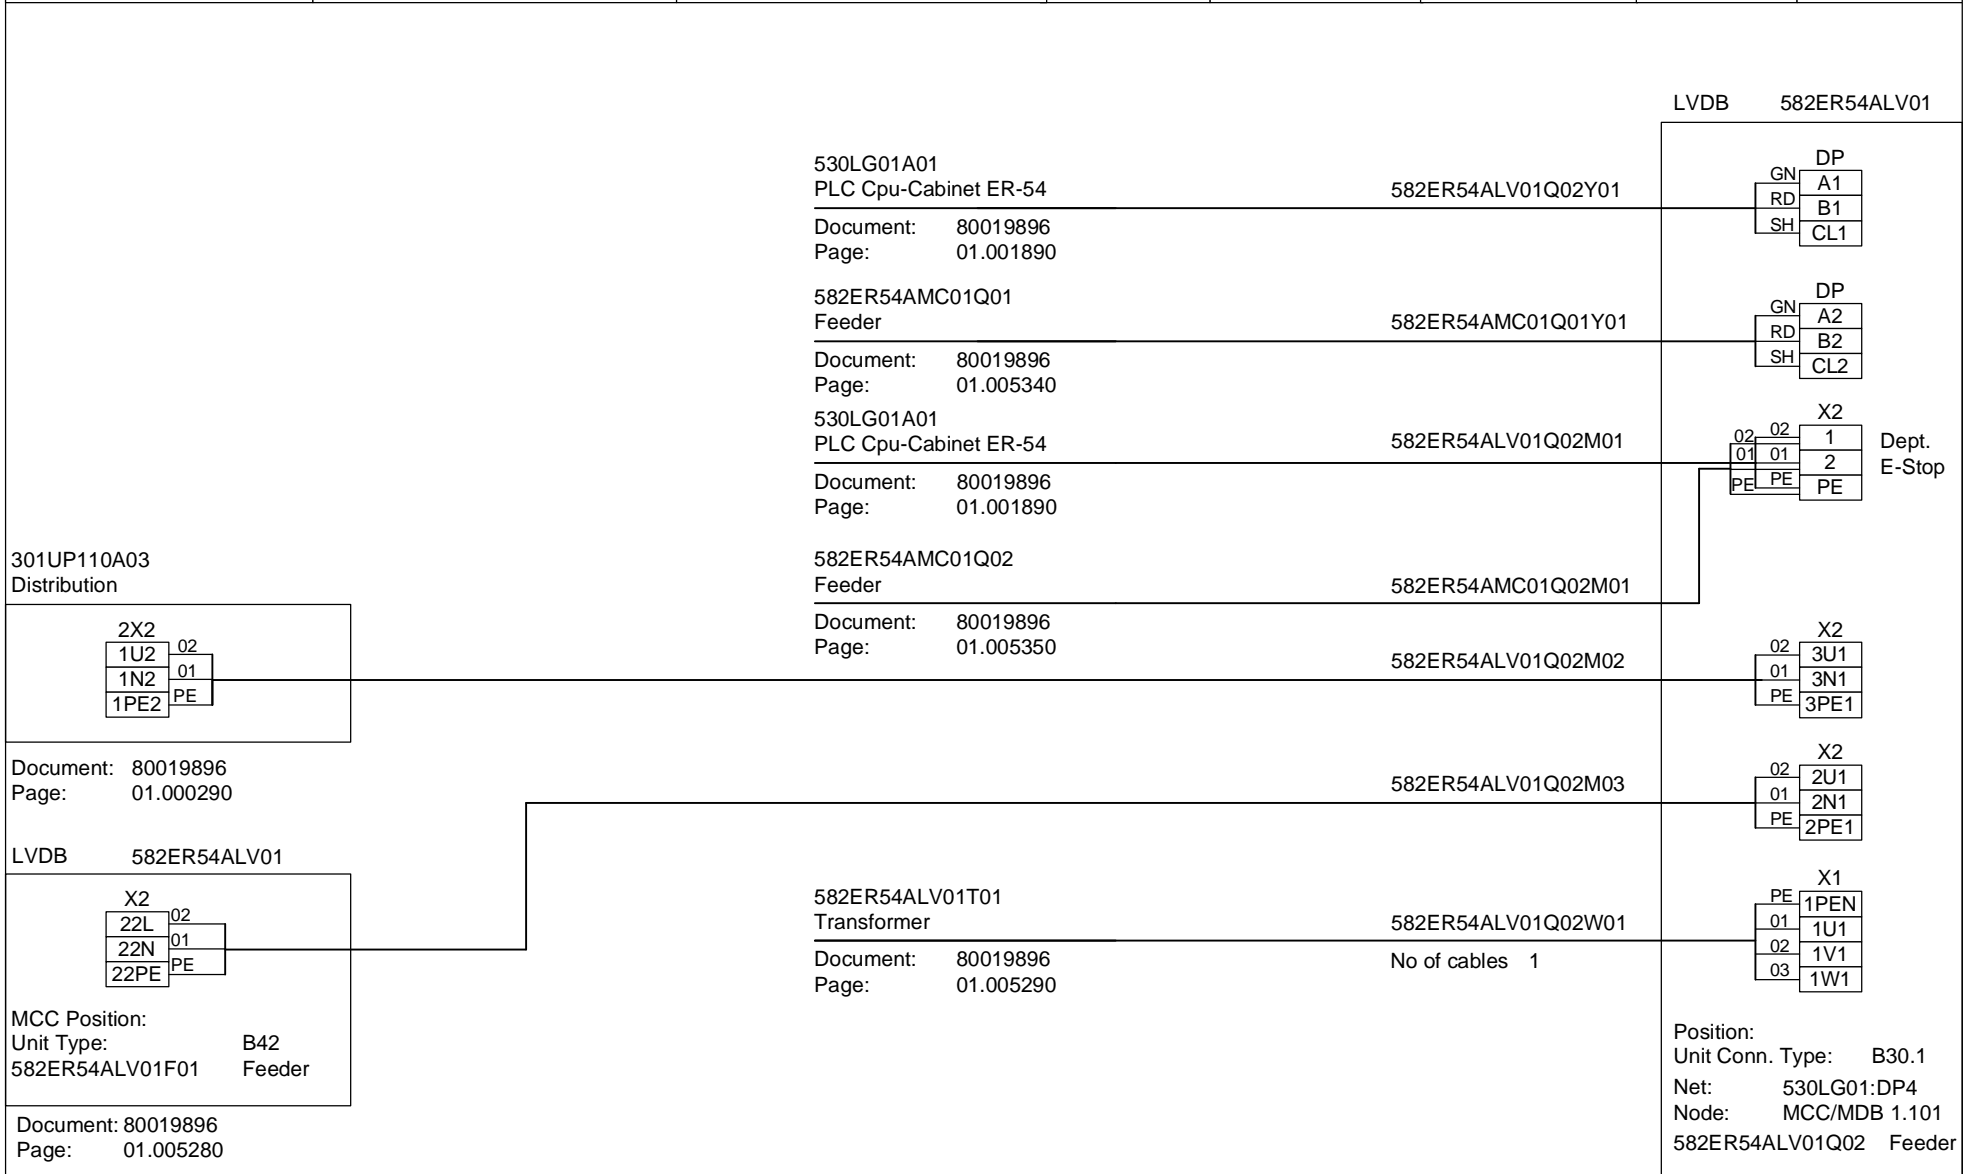 LVDB 582ER54ALV01
530LG01A01
PLC Cpu-Cabinet ER-54
582ER54ALV01Q02Y01
Document: 80019896
Page: 01.001890
DP
GN A1
RD B1
SH CL1
582ER54AMC01Q01
Feeder
582ER54AMC01Q01Y01
Document: 80019896
Page: 01.005340
DP
GN A2
RD B2
SH CL2
530LG01A01
PLC Cpu-Cabinet ER-54
582ER54ALV01Q02M01
Document: 80019896
Page: 01.001890
X2
02 02 1
01 01 2
PE PE PE
Dept.
E-Stop
582ER54AMC01Q02
Feeder
582ER54AMC01Q02M01
Document: 80019896
Page: 01.005350
301UP110A03
Distribution
2X2
1U2 02
1N2 01
1PE2 PE
582ER54ALV01Q02M02
X2
02 3U1
01 3N1
PE 3PE1
Document: 80019896
Page: 01.000290
582ER54ALV01Q02M03
X2
02 2U1
01 2N1
PE 2PE1
LVDB 582ER54ALV01
X2
22L 02
22N 01
22PE PE
MCC Position:
Unit Type: B42
582ER54ALV01F01 Feeder
Document: 80019896
Page: 01.005280
582ER54ALV01T01
Transformer
582ER54ALV01Q02W01
Document: 80019896
Page: 01.005290
No of cables 1
X1
PE 1PEN
01 1U1
02 1V1
03 1W1
Position:
Unit Conn. Type: B30.1
Net: 530LG01:DP4
Node: MCC/MDB 1.101
582ER54ALV01Q02 Feeder